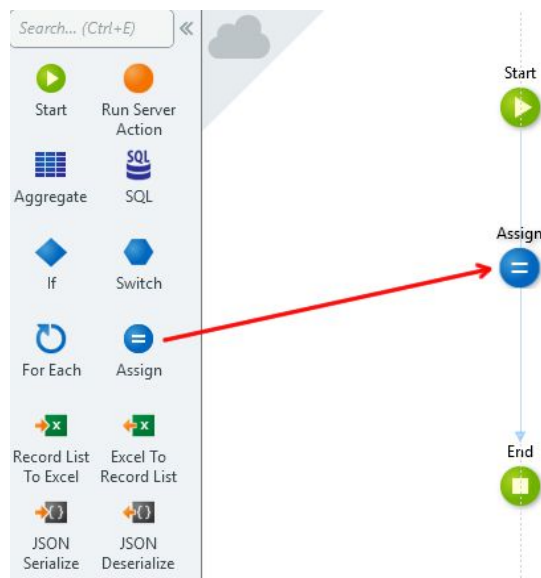 Search... (Ctrl+E)
Start
Run Server
Action
Aggregate
SQL
SQL
If
Switch
For Each
Assign
Record List
To Excel
Excel To
Record List
JSON
Serialize
JSON
Deserialize
Start
Assign
End